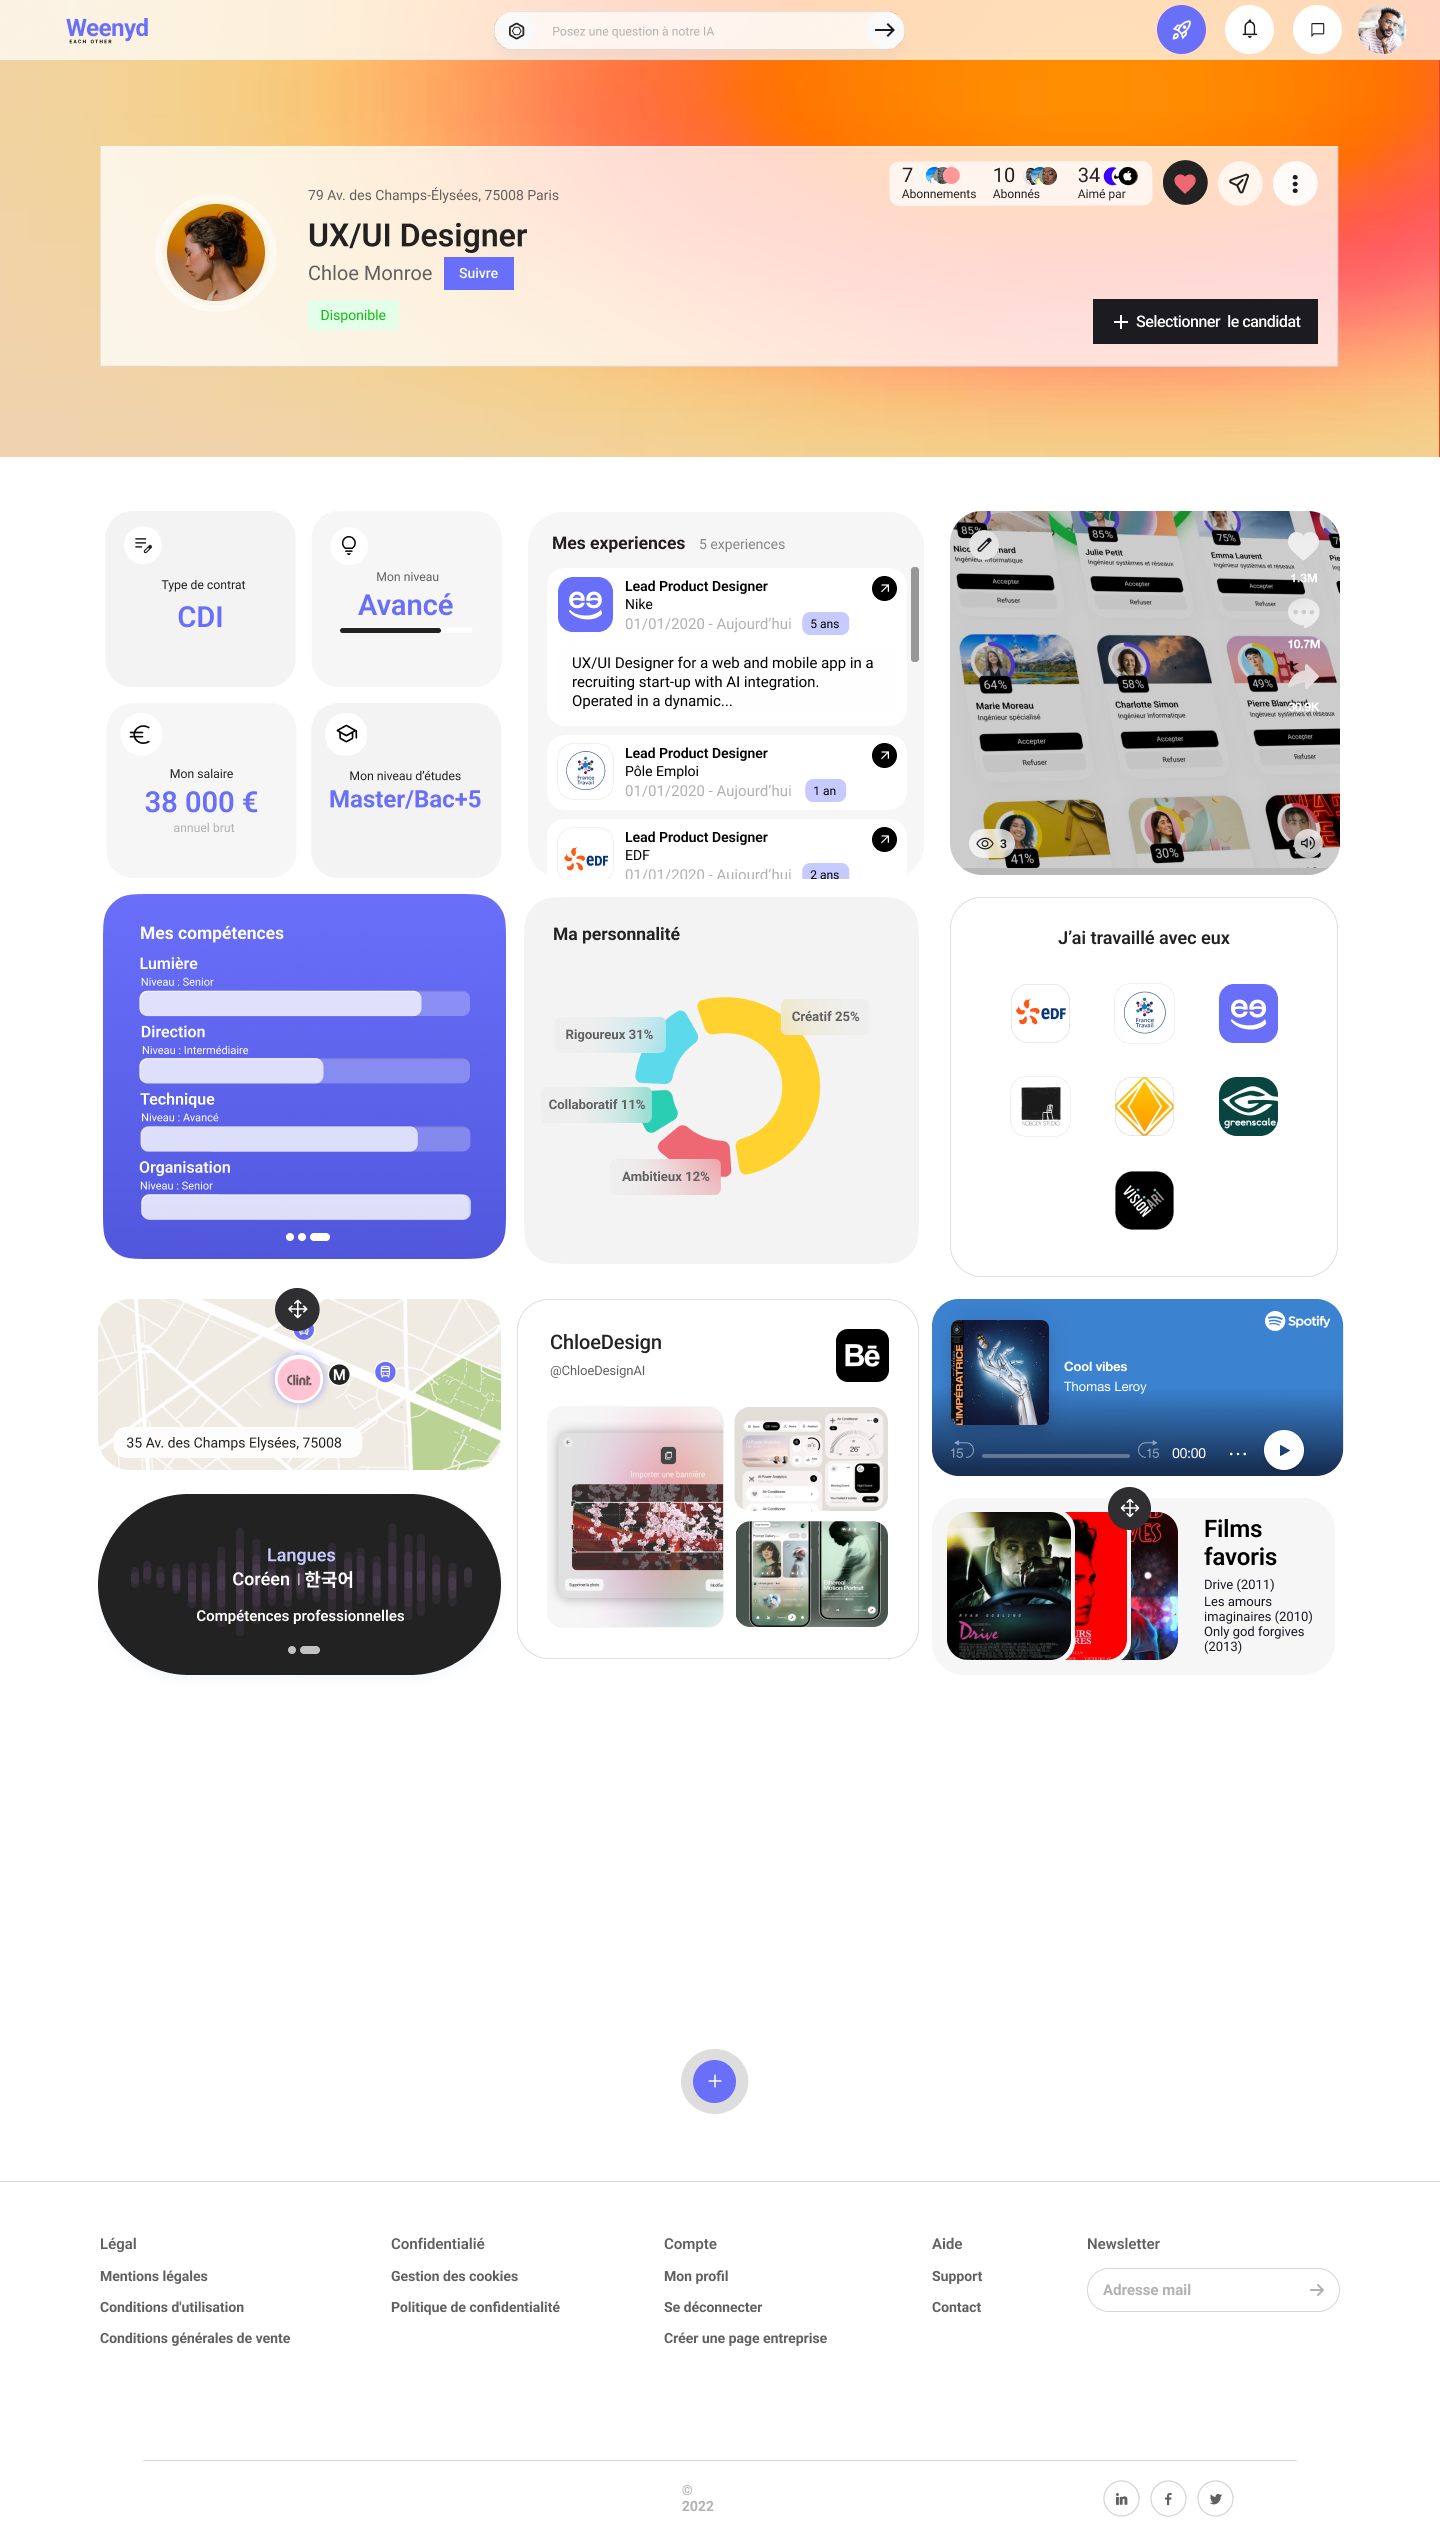 Weenyd
EACH OTHER
Posez une question à notre IA
79 Av. des Champs-Élysées, 75008 Paris
UX/UI Designer
Chloe Monroe
Suivre
Disponible
7
Abonnements
10
Abonnés
34
Aimé par
Selectionner le candidat
Type de contrat
CDI
Mon niveau
Avancé
Mon salaire
38 000 €
annuel brut
Mon niveau d'études
Master/Bac+5
Mes experiences 5 experiences
Lead Product Designer
Nike
01/01/2020 - Aujourd'hui 5 ans
UX/UI Designer for a web and mobile app in a
recruiting start-up with AI integration.
Operated in a dynamic...
Lead Product Designer
France
Travail
Pôle Emploi
01/01/2020 - Aujourd'hui 1 an
Lead Product Designer
EDF
eDF
01/01/2020 - Aujourd'hui 2 ans
85%
85%
75%
Julie Petit
Ingénieur systèmes et réseaux
Emma Laurent
Ingénieur systèmes et réseaux
Accepter
Accepter
Accepter
Refuser
Refuser
Refuser
1.3M
10.7M
64%
58%
49%
Marie Moreau
Ingénieur spécialisé
Charlotte Simon
Ingénieur informatique
Accepter
Accepter
Accepter
Refuser
Refuser
Refuser
3
41%
30%
Mes compétences
Lumière
Niveau : Senior
Direction
Niveau : Intermédiaire
Technique
Niveau : Avancé
Organisation
Niveau : Senior
Ma personnalité
Créatif 25%
Rigoureux 31%
Collaboratif 11%
Ambitieux 12%
J'ai travaillé avec eux
eDF
France
Travail
NOBODY STUDIO
greenscale
VISIONARI
Clint.
M
35 Av. des Champs Elysées, 75008
ChloeDesign
@ChloeDesignAI
Bē
Importer une bannière
Supprimer la photo
Spotify
L'IMPÉRATRICE
Cool vibes
Thomas Leroy
15
15
00:00
Langues
Coréen | 한국어
Compétences professionnelles
RYAN GOSLING
Drive
Films
favoris
Drive (2011)
Les amours
imaginaires (2010)
Only god forgives
(2013)
Légal
Mentions légales
Conditions d'utilisation
Conditions générales de vente
Confidentialié
Gestion des cookies
Politique de confidentialité
Compte
Mon profil
Se déconnecter
Créer une page entreprise
Aide
Support
Contact
Newsletter
Adresse mail
©
2022